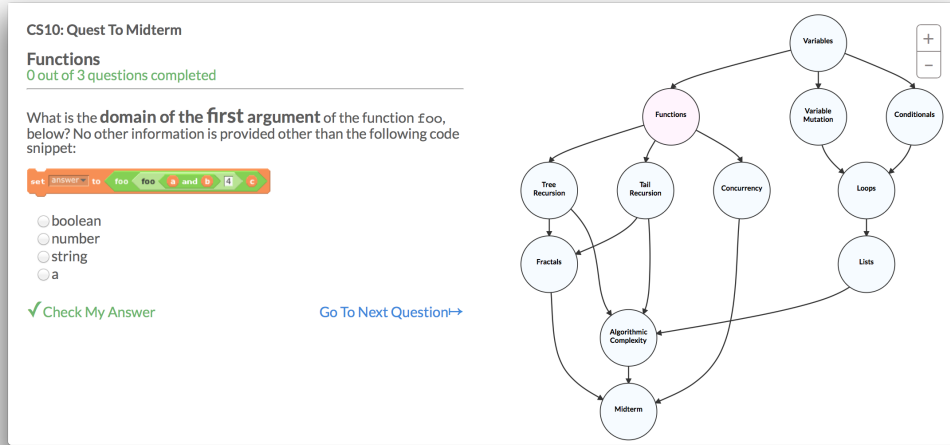 CS10: Quest To Midterm
Functions
0 out of 3 questions completed
What is the domain of the first argument of the function foo,
below? No other information is provided other than the following code
snippet:
set answer to foo foo a and b 4 c
boolean
number
string
a
✓Check My Answer
Go To Next Question↦
Variables
+
−
Functions
Variable
Mutation
Conditionals
Tree
Recursion
Tail
Recursion
Concurrency
Loops
Fractals
Lists
Algorithmic
Complexity
Midterm